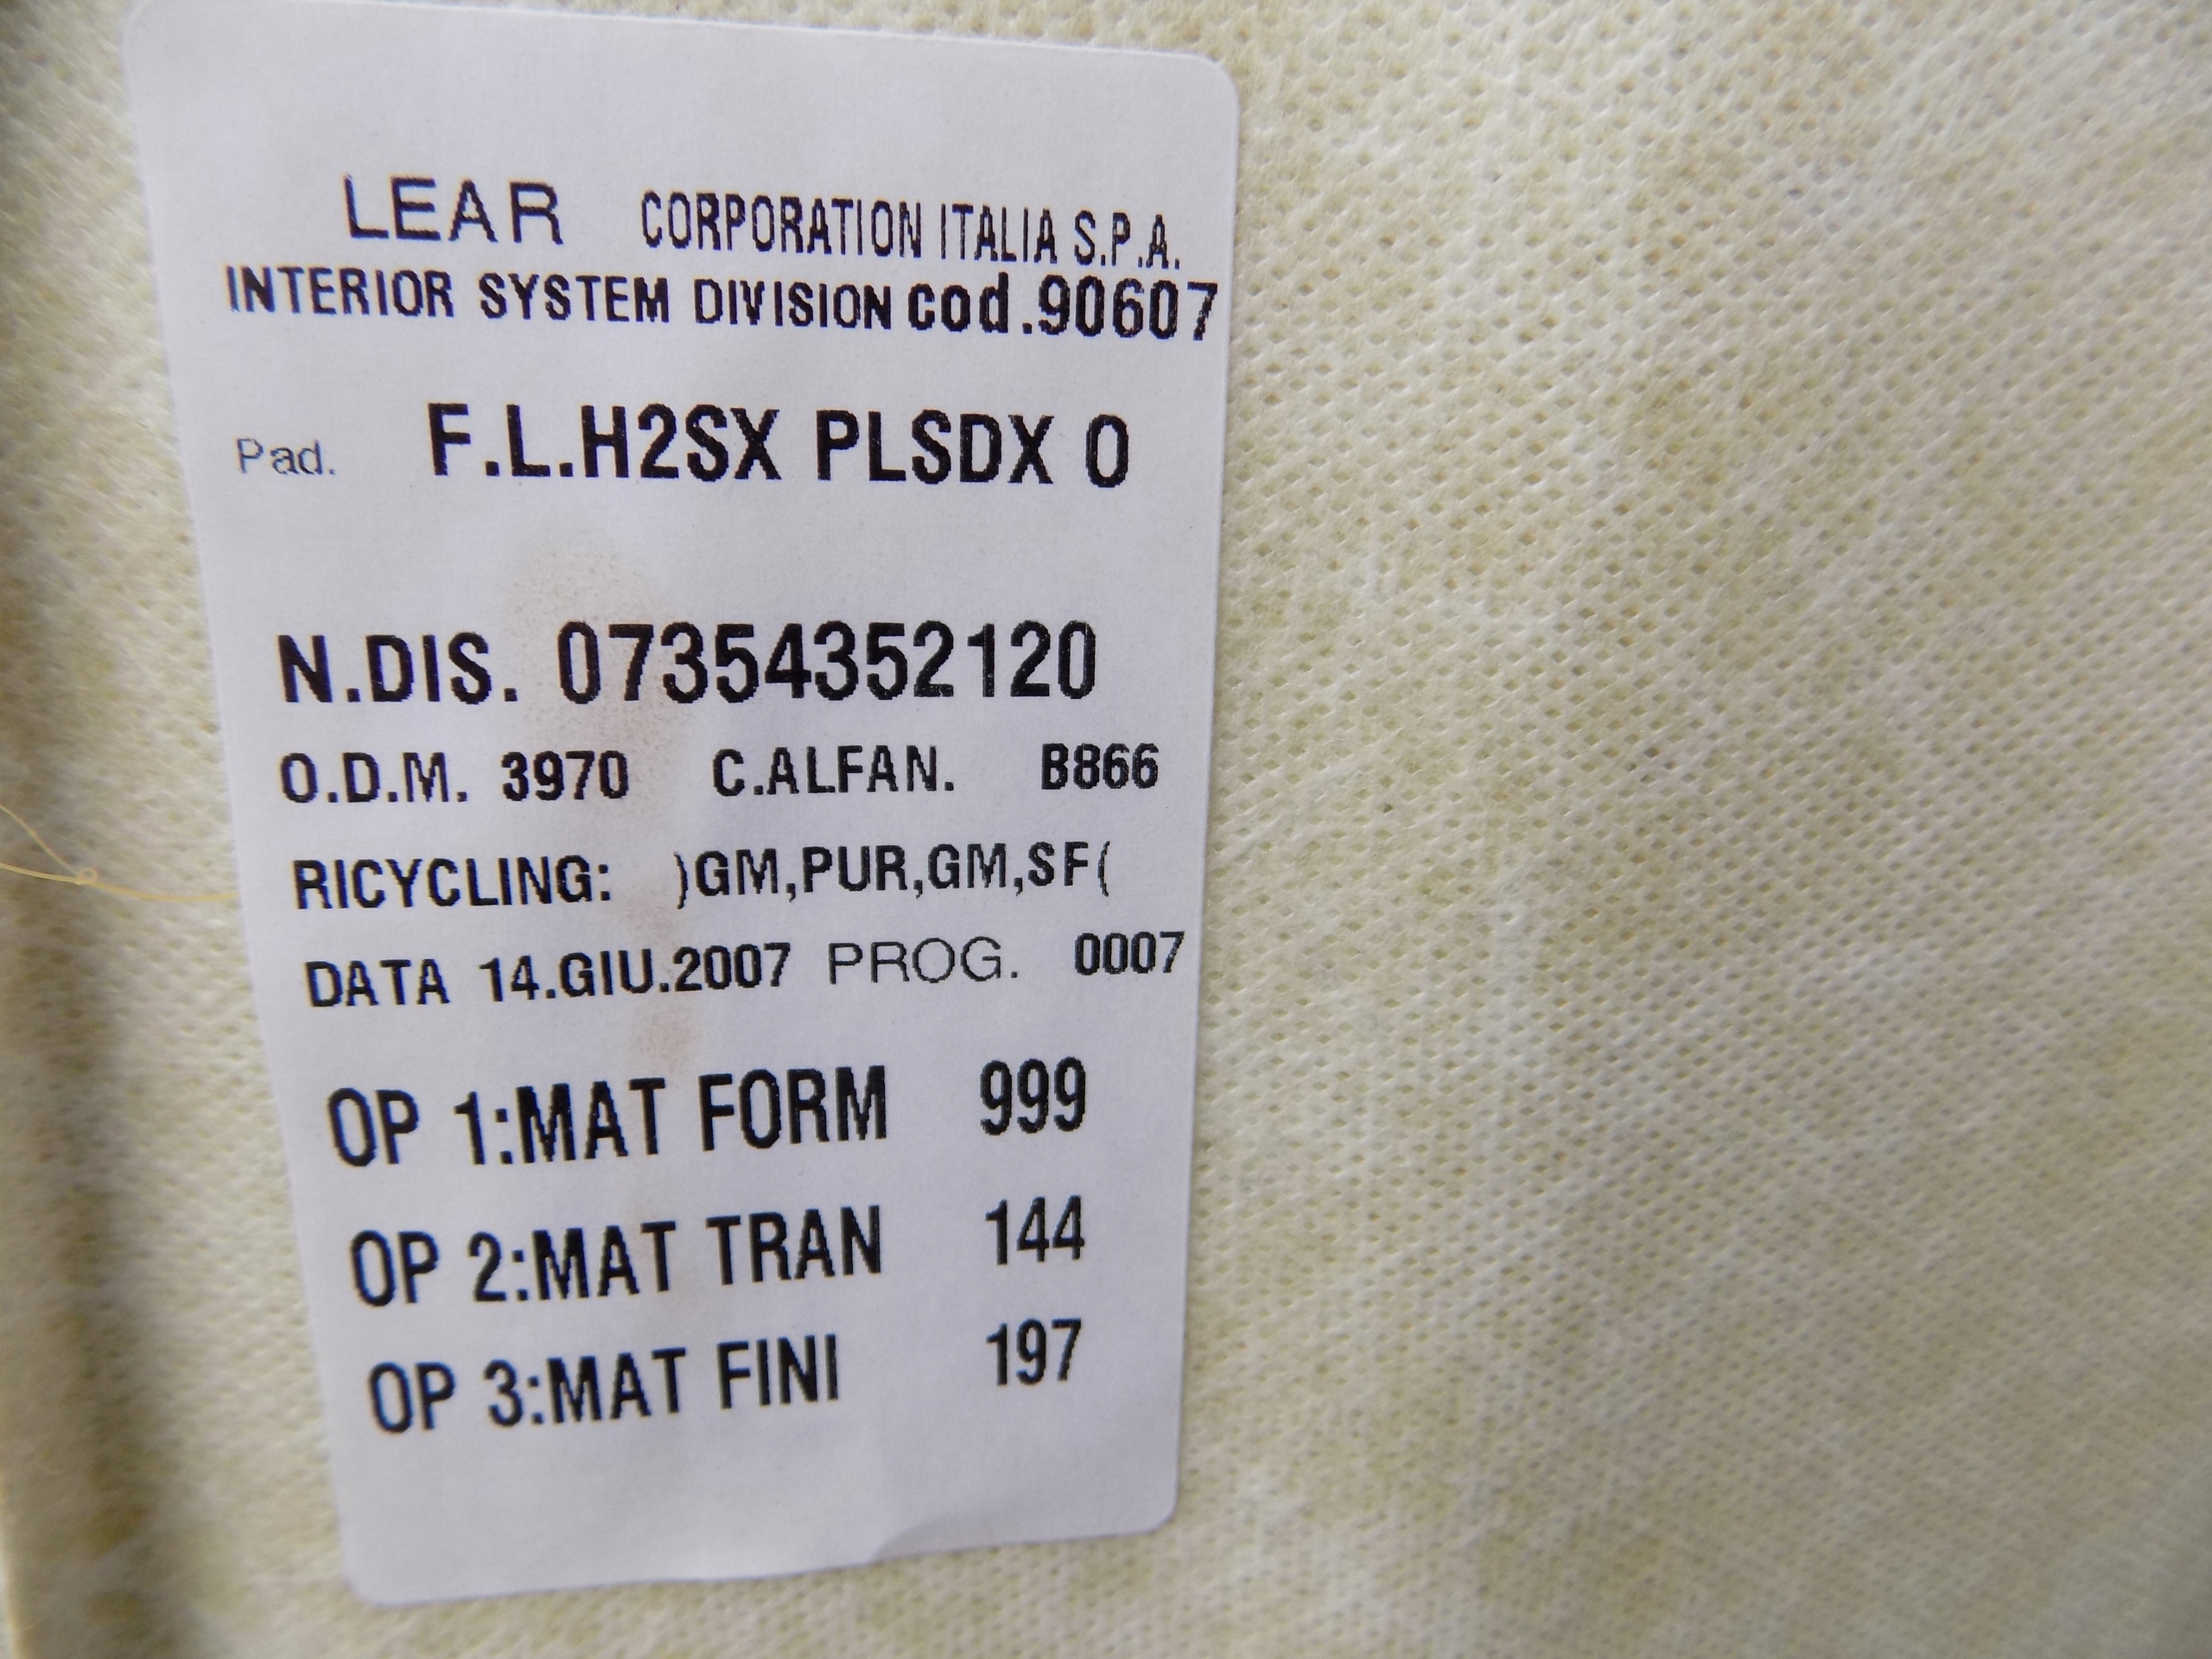 LEAR CORPORATION ITALIA S.P.A.
INTERIOR SYSTEM DIVISION cod.90607
Pad. F.L.H2SX PLSDX O
N.DIS. 07354352120
O.D.M. 3970 C.ALFAN. B866
RICYCLING: )GM,PUR,GM,SF(
DATA 14.GIU.2007 PROG. 0007
OP 1:MAT FORM 999
OP 2:MAT TRAN 144
OP 3:MAT FINI 197